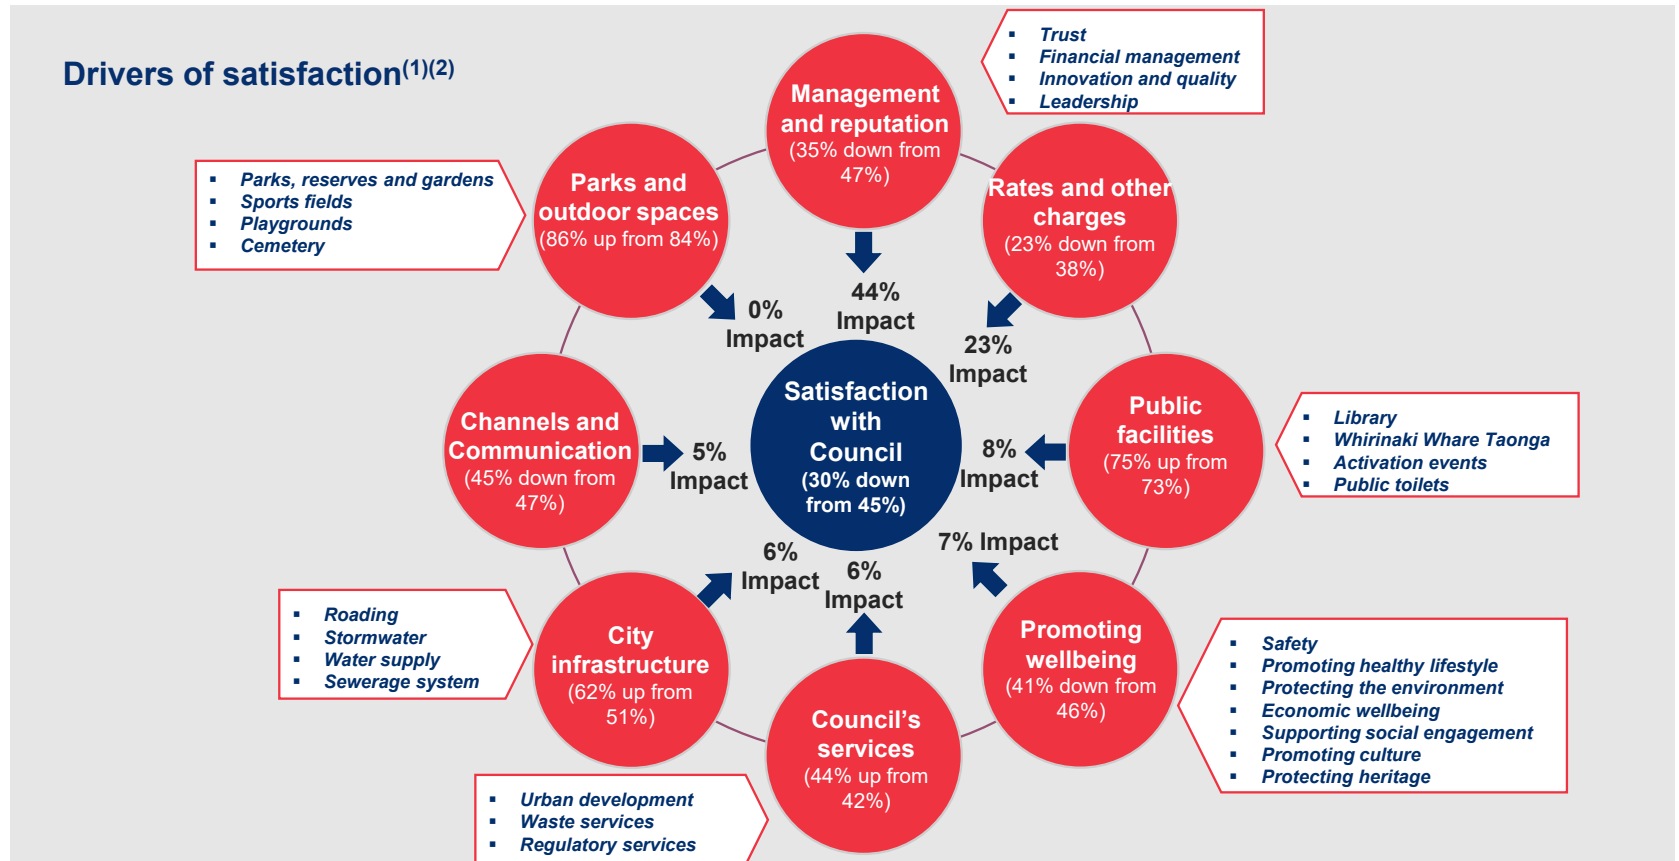 Drivers of satisfaction(1)(2)
Management
and reputation
(35% down from
47%)
▪ Trust
▪ Financial management
▪ Innovation and quality
▪ Leadership
Rates and other
charges
(23% down from
38%)
Public
facilities
(75% up from
73%)
▪ Library
▪ Whirinaki Whare Taonga
▪ Activation events
▪ Public toilets
Promoting
wellbeing
(41% down from
46%)
▪ Safety
▪ Promoting healthy lifestyle
▪ Protecting the environment
▪ Economic wellbeing
▪ Supporting social engagement
▪ Promoting culture
▪ Protecting heritage
Council’s
services
(44% up from
42%)
▪ Urban development
▪ Waste services
▪ Regulatory services
City
infrastructure
(62% up from
51%)
▪ Roading
▪ Stormwater
▪ Water supply
▪ Sewerage system
Channels and
Communication
(45% down from
47%)
Parks and
outdoor spaces
(86% up from 84%)
▪ Parks, reserves and gardens
▪ Sports fields
▪ Playgrounds
▪ Cemetery
44%
Impact
23%
Impact
8%
Impact
7% Impact
6%
Impact
6%
Impact
5%
Impact
0%
Impact
Satisfaction
with
Council
(30% down
from 45%)